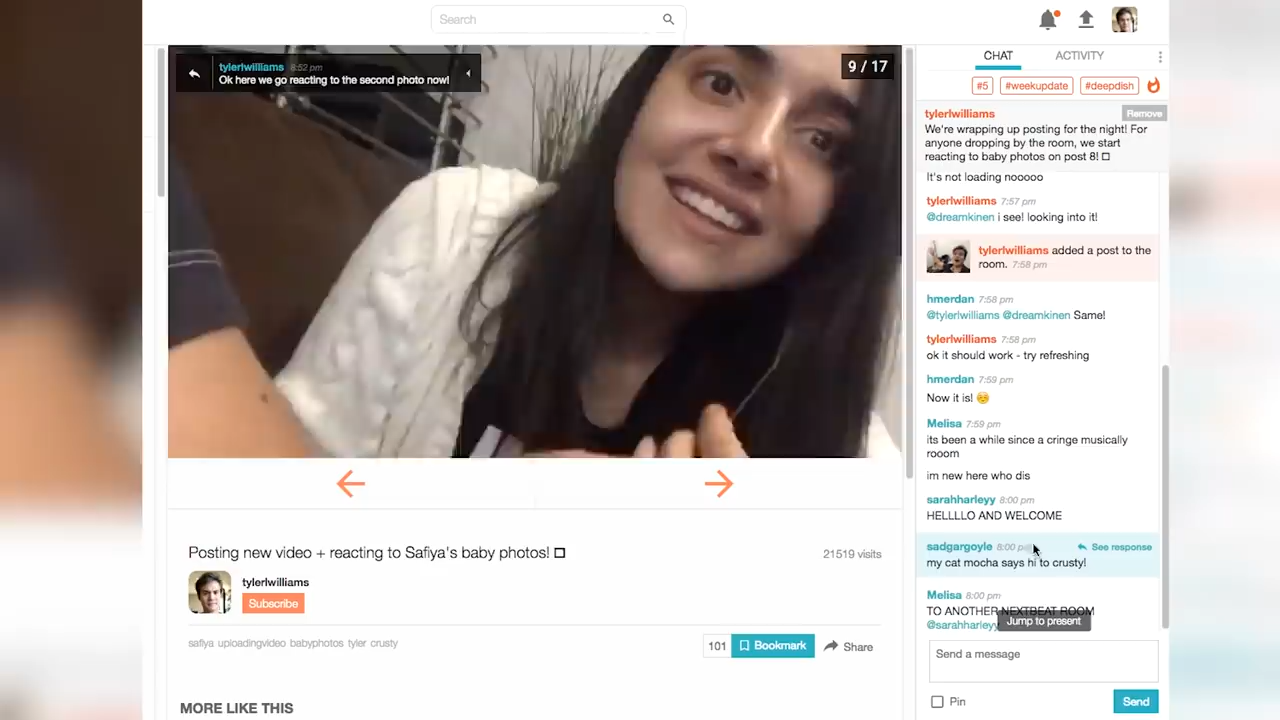 Search
tylerlwilliams 8:52 pm
Ok here we go reacting to the second photo now!
9 / 17
Posting new video + reacting to Safiya's baby photos!
21519 visits
tylerlwilliams
Subscribe
safiya uploadingvideo babyphotos tyler crusty
101
Bookmark
Share
MORE LIKE THIS
CHAT
ACTIVITY
#5
#weekupdate
#deepdish
tylerlwilliams
Remove
We're wrapping up posting for the night! For
anyone dropping by the room, we start
reacting to baby photos on post 8!
It's not loading nooooo
tylerlwilliams 7:57 pm
@dreamkinen i see! looking into it!
tylerlwilliams added a post to the
room. 7:58 pm
hmerdan 7:58 pm
@tylerlwilliams @dreamkinen Same!
tylerlwilliams 7:58 pm
ok it should work - try refreshing
hmerdan 7:59 pm
Now it is! ☺️
Melisa 7:59 pm
its been a while since a cringe musically
rooom
im new here who dis
sarahharleyy 8:00 pm
HELLLLO AND WELCOME
sadgargoyle 8:00 pm
See response
my cat mocha says hi to crusty!
Melisa 8:00 pm
TO ANOTHER NEXTBEAT ROOM
@sarahharleyy
Jump to present
Send a message
Pin
Send